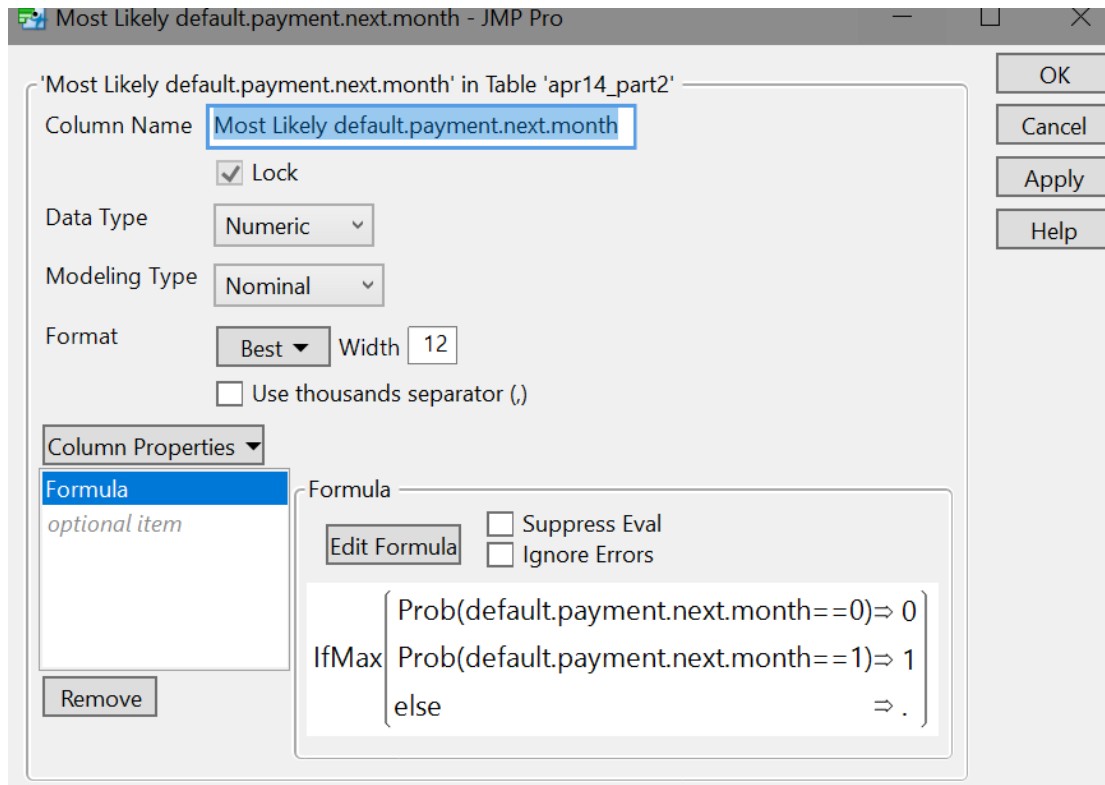 Most Likely default.payment.next.month - JMP Pro
'Most Likely default.payment.next.month' in Table 'apr14_part2'
OK
Column Name Most Likely default.payment.next.month
Cancel
Lock
Apply
Data Type Numeric
Help
Modeling Type Nominal
Format Best Width 12
Use thousands separator (,)
Column Properties
Formula
optional item
Remove
Formula
Edit Formula
Suppress Eval
Ignore Errors
Prob(default.payment.next.month==0)⇒ 0
IfMax Prob(default.payment.next.month==1)⇒ 1
else ⇒ .